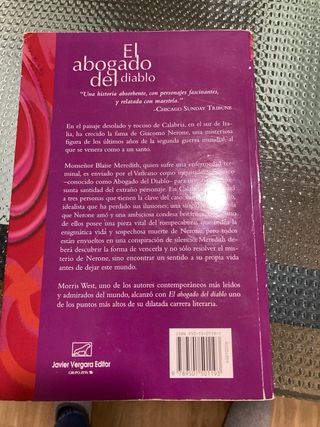 El
abogado
del diablo
"Una historia absorbente, con personajes fascinantes,
y relatada con maestría."
-CHICAGO SUNDAY TRIBUNE
En el paisaje desolado y rocoso de Calabria, en el sur de Ita-
lia, ha crecido la fama de Giacomo Nerone, una misteriosa
figura de los últimos años de la segunda guerra mundial, al
que se venera como a un santo.
Monseñor Blaise Meredith, quien sufre una enfermedad ter-
minal, es enviado por el Vaticano como
–conocido como Abogado del Diablo– para
sunta santidad del extraño personaje. En Calabria
a tres personas que tienen la clave del caso:
idealista que ha perdido sus ilusiones; una
que Nerone amó y una ambiciosa condesa
de ellos posee una pieza vital del rompecabezas
enigmática vida y sospechosa muerte de Nerone, pero todos
están envueltos en una conspiración de silencio. Meredith de-
berá descubrir la forma de vencerla y no sólo resolver el mis-
terio de Nerone, sino encontrar un sentido a su propia vida
antes de dejar este mundo.
Morris West, uno de los autores contemporáneos más leídos
y admirados del mundo, alcanzó con El abogado del diablo uno
de los puntos más altos de su dilatada carrera literaria.
Javier Vergara Editor
GRUPO ZETA